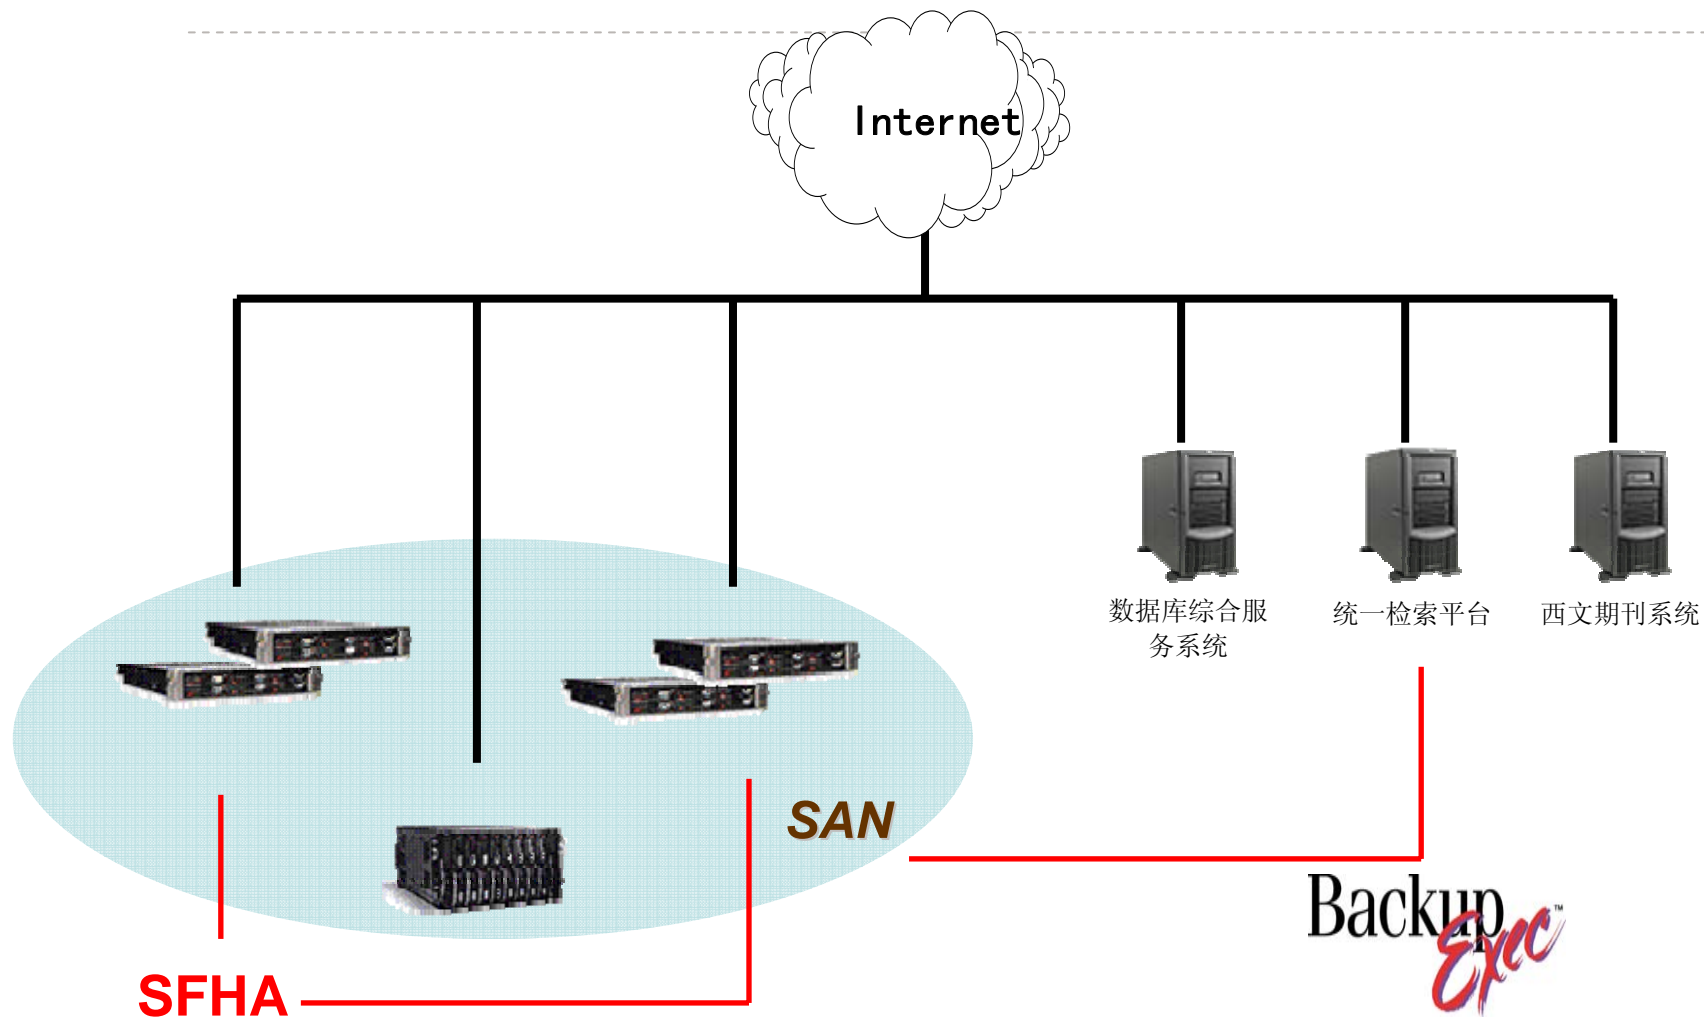 Internet
数据库综合服
务系统
统一检索平台
西文期刊系统
SAN
Backup
Exec™
SFHA